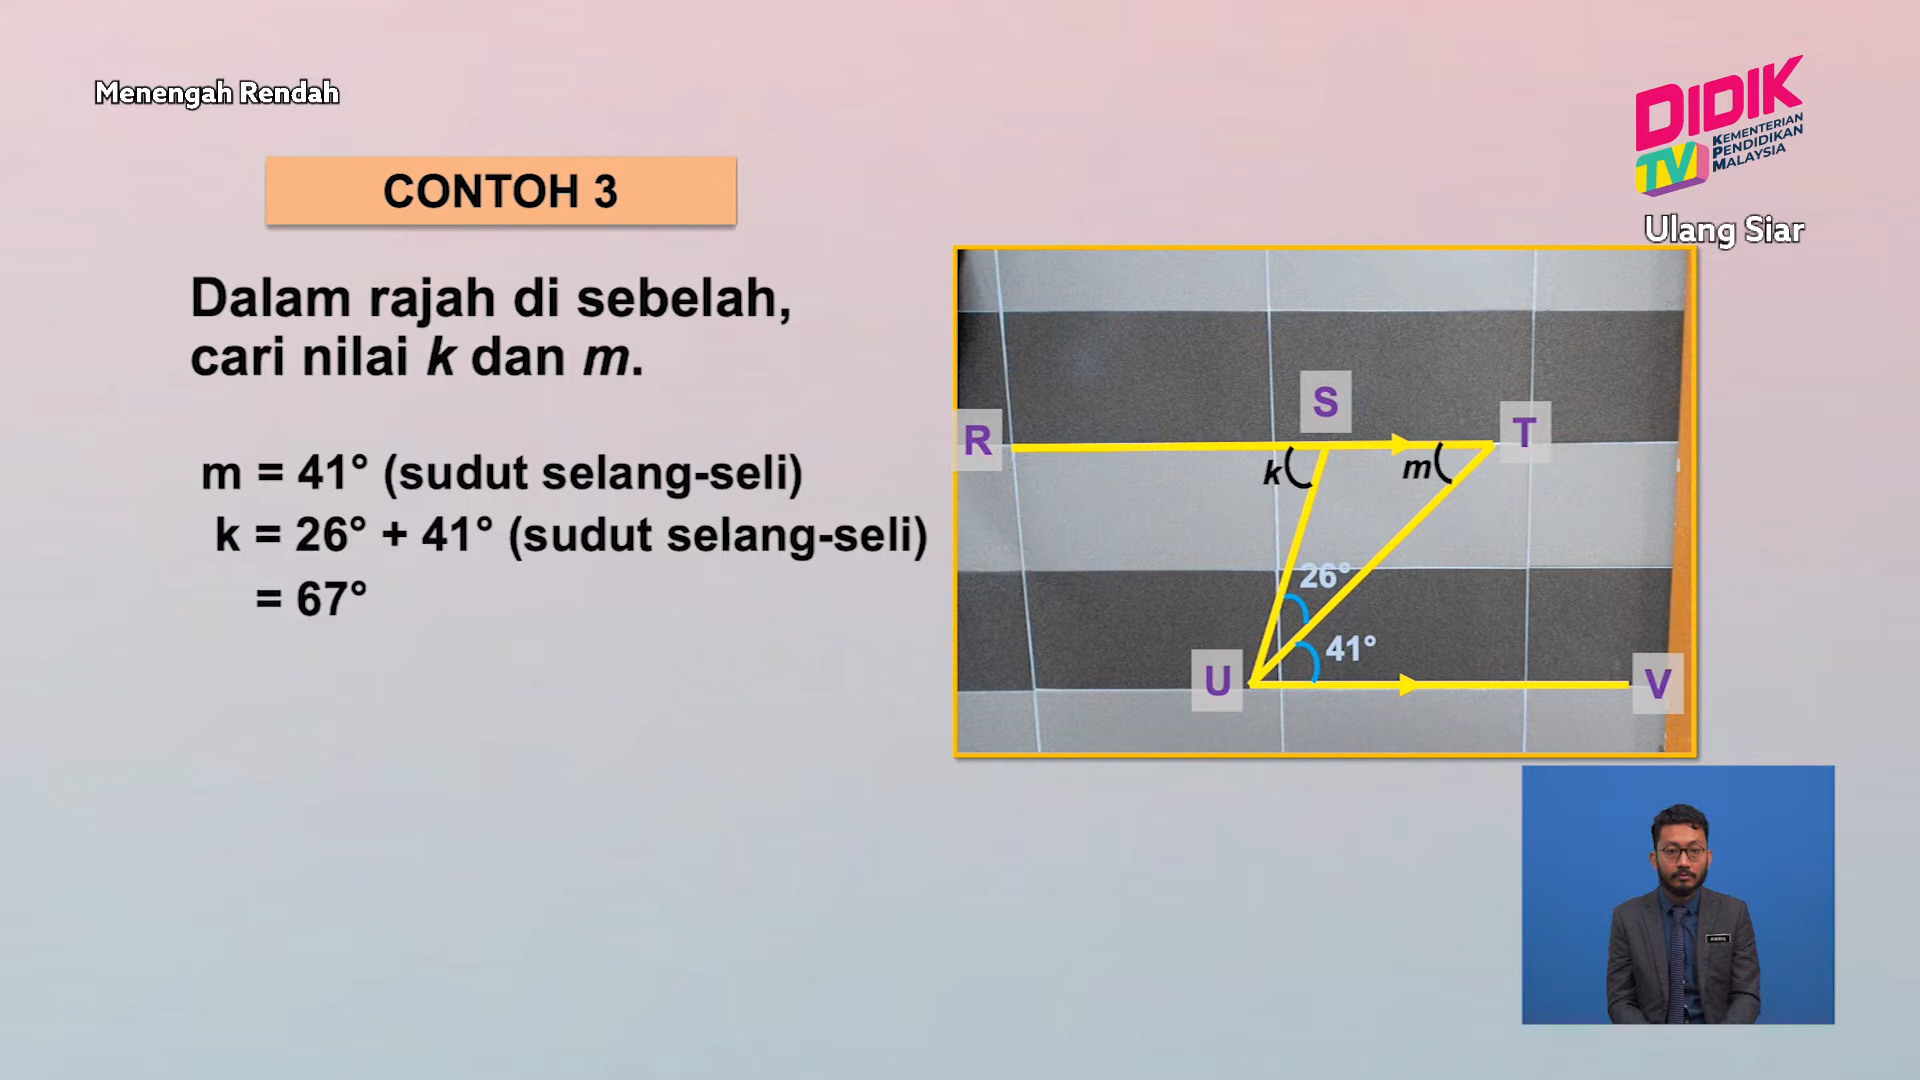 Menengah Rendah
DIDIK
TV
KEMENTERIAN
PENDIDIKAN
MALAYSIA
Ulang Siar
CONTOH 3
Dalam rajah di sebelah,
cari nilai k dan m.
m = 41° (sudut selang-seli)
k = 26° + 41° (sudut selang-seli)
= 67°
S
R
T
k
m
26°
41°
U
V